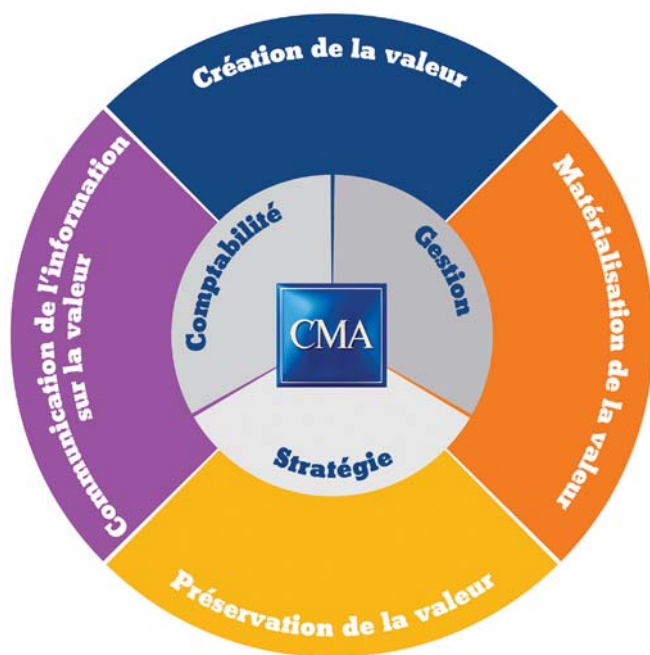 Création de la valeur
Matérialisation de la valeur
Préservation de la valeur
Communication de l'information
sur la valeur
Comptabilité
Gestion
Stratégie
CMA